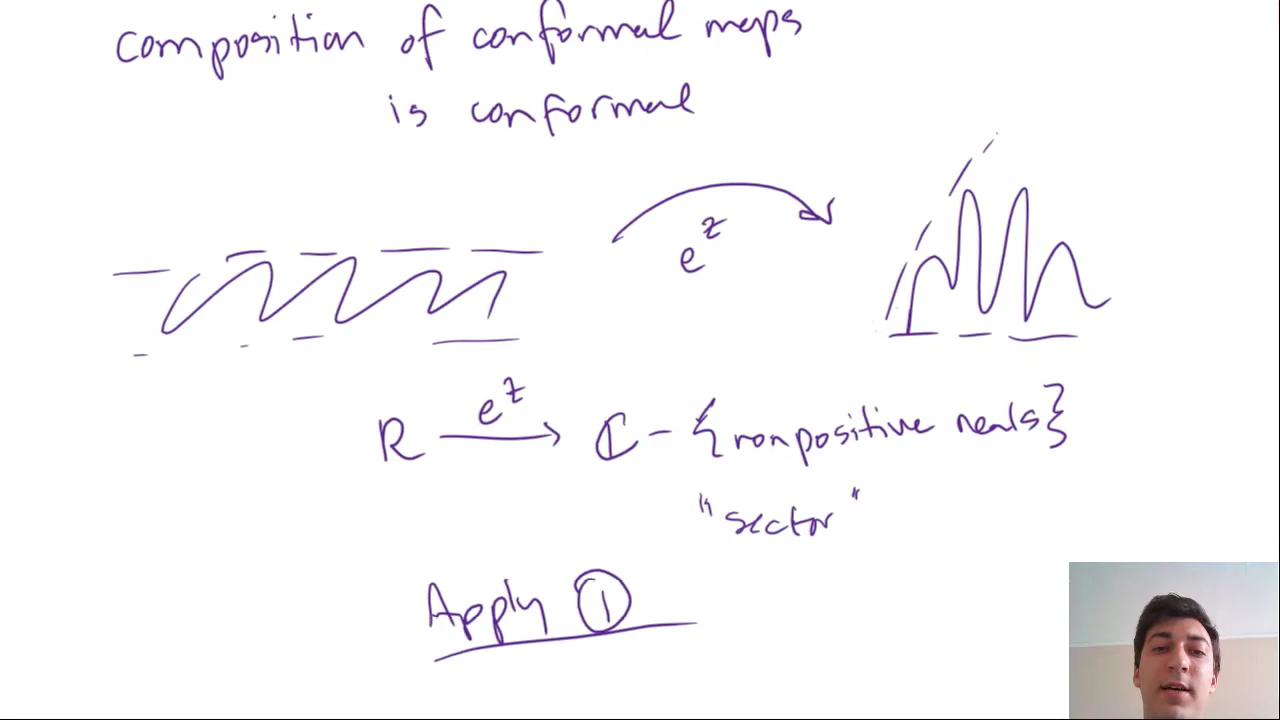 composition of conformal maps
is conformal
e^z
R e^z→ ℂ - {nonpositive reals}
"sector"
Apply ①